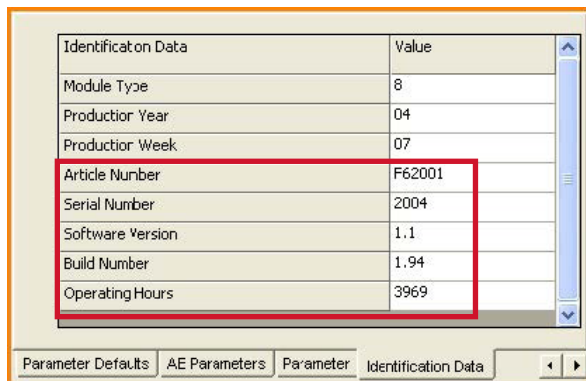 Identificaton Data Value
Module Type 8
Production Year 04
Production Week 07
Article Number F62001
Serial Number 2004
Software Version 1.1
Build Number 1.94
Operating Hours 3969
Parameter Defaults AE Parameters Parameter Identification Data